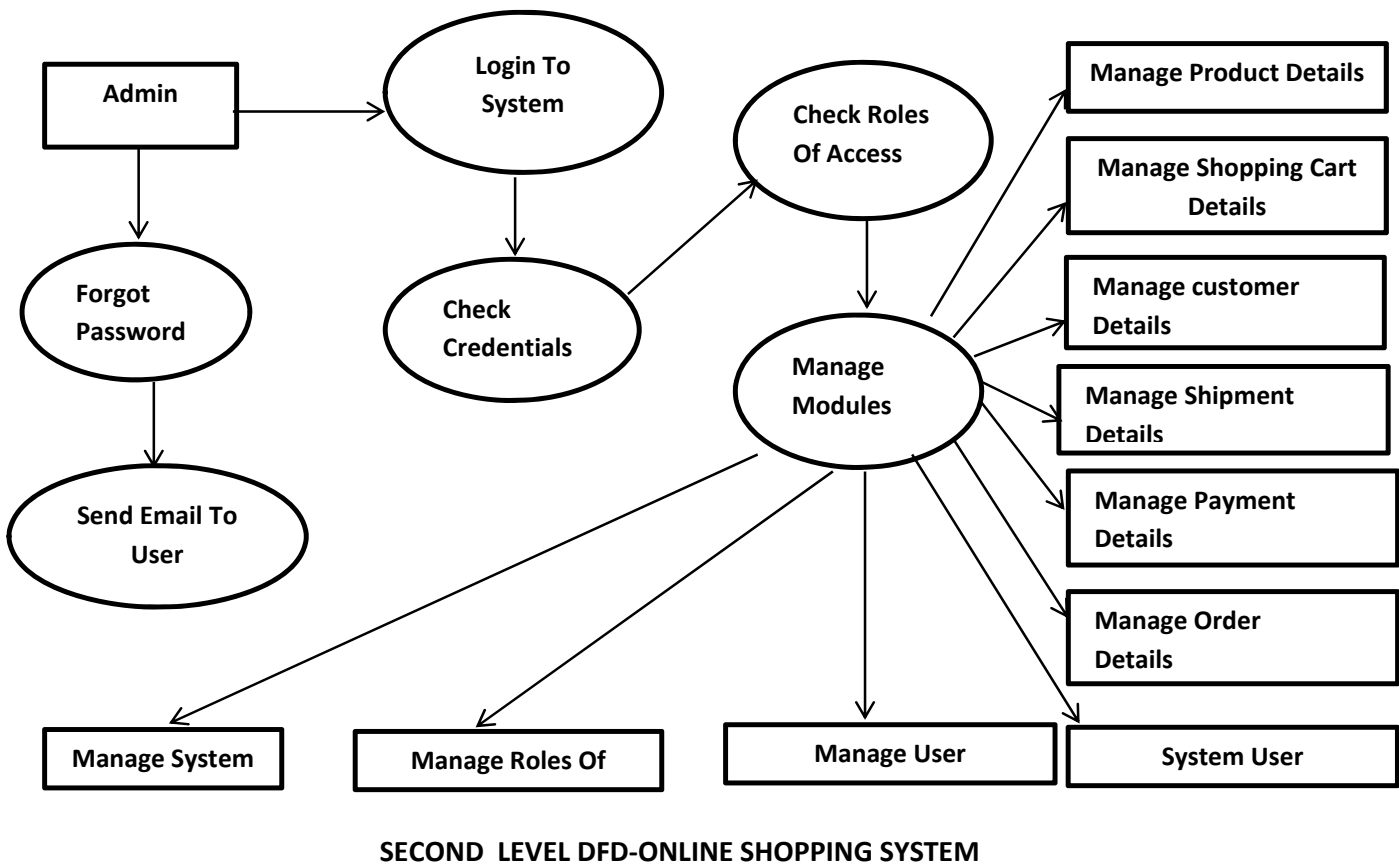 Admin
Login To
System
Check Roles
Of Access
Manage Product Details
Manage Shopping Cart
Details
Forgot
Password
Check
Credentials
Manage customer
Details
Manage
Modules
Manage Shipment
Details
Send Email To
User
Manage Payment
Details
Manage Order
Details
Manage System
Manage Roles Of
Manage User
System User
SECOND LEVEL DFD-ONLINE SHOPPING SYSTEM